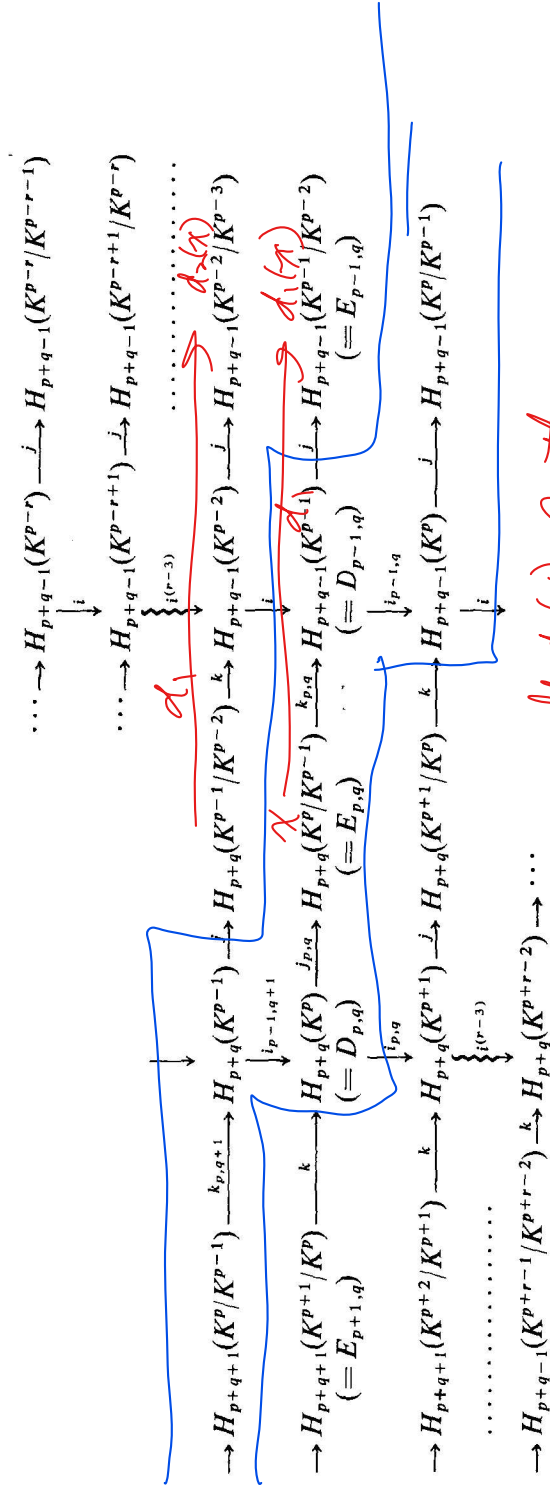 ⋯ → H_{p+q-1}(K^{p-r}) →^{j} H_{p+q-1}(K^{p-r}/K^{p-r-1})
↓ i
⋯ → H_{p+q-1}(K^{p-r+1}) →^{j} H_{p+q-1}(K^{p-r+1}/K^{p-r})
i^{(r-3)} ..............
d_1 d_2(x)
H_{p+q+1}(K^p/K^{p-1}) →^{k_{p,q+1}} H_{p+q}(K^{p-1}) →^{j} H_{p+q}(K^{p-1}/K^{p-2}) →^{k} H_{p+q-1}(K^{p-2}) →^{j} H_{p+q-1}(K^{p-2}/K^{p-3})
↓ i_{p-1,q+1} ↓ i
x d_1 d_1(x)
→ H_{p+q+1}(K^{p+1}/K^p) →^{k} H_{p+q}(K^p) →^{j_{p,q}} H_{p+q}(K^p/K^{p-1}) →^{k_{p,q}} H_{p+q-1}(K^{p-1}) →^{j} H_{p+q-1}(K^{p-1}/K^{p-2})
(= E_{p+1,q}) (= D_{p,q}) (= E_{p,q}) (= D_{p-1,q}) (= E_{p-1,q})
↓ i_{p,q} ↓ i_{p-1,q}
→ H_{p+q+1}(K^{p+2}/K^{p+1}) →^{k} H_{p+q}(K^{p+1}) →^{j} H_{p+q}(K^{p+1}/K^p) →^{k} H_{p+q-1}(K^p) →^{j} H_{p+q-1}(K^p/K^{p-1})
.............. i^{(r-3)} ↓ i
→ H_{p+q-1}(K^{p+r-1}/K^{p+r-2}) →^{k} H_{p+q}(K^{p+r-2}) → ⋯